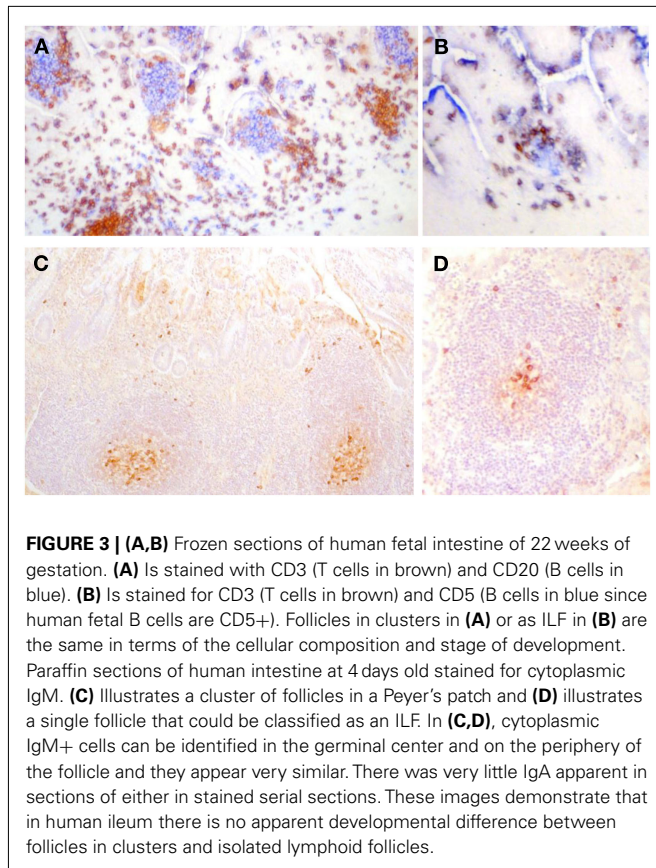 A
B
C
D
FIGURE 3 | (A,B) Frozen sections of human fetal intestine of 22 weeks of
gestation. (A) Is stained with CD3 (T cells in brown) and CD20 (B cells in
blue). (B) Is stained for CD3 (T cells in brown) and CD5 (B cells in blue since
human fetal B cells are CD5+). Follicles in clusters in (A) or as ILF in (B) are
the same in terms of the cellular composition and stage of development.
Paraffin sections of human intestine at 4 days old stained for cytoplasmic
IgM. (C) Illustrates a cluster of follicles in a Peyer's patch and (D) illustrates
a single follicle that could be classified as an ILF. In (C,D), cytoplasmic
IgM+ cells can be identified in the germinal center and on the periphery of
the follicle and they appear very similar. There was very little IgA apparent in
sections of either in stained serial sections. These images demonstrate that
in human ileum there is no apparent developmental difference between
follicles in clusters and isolated lymphoid follicles.